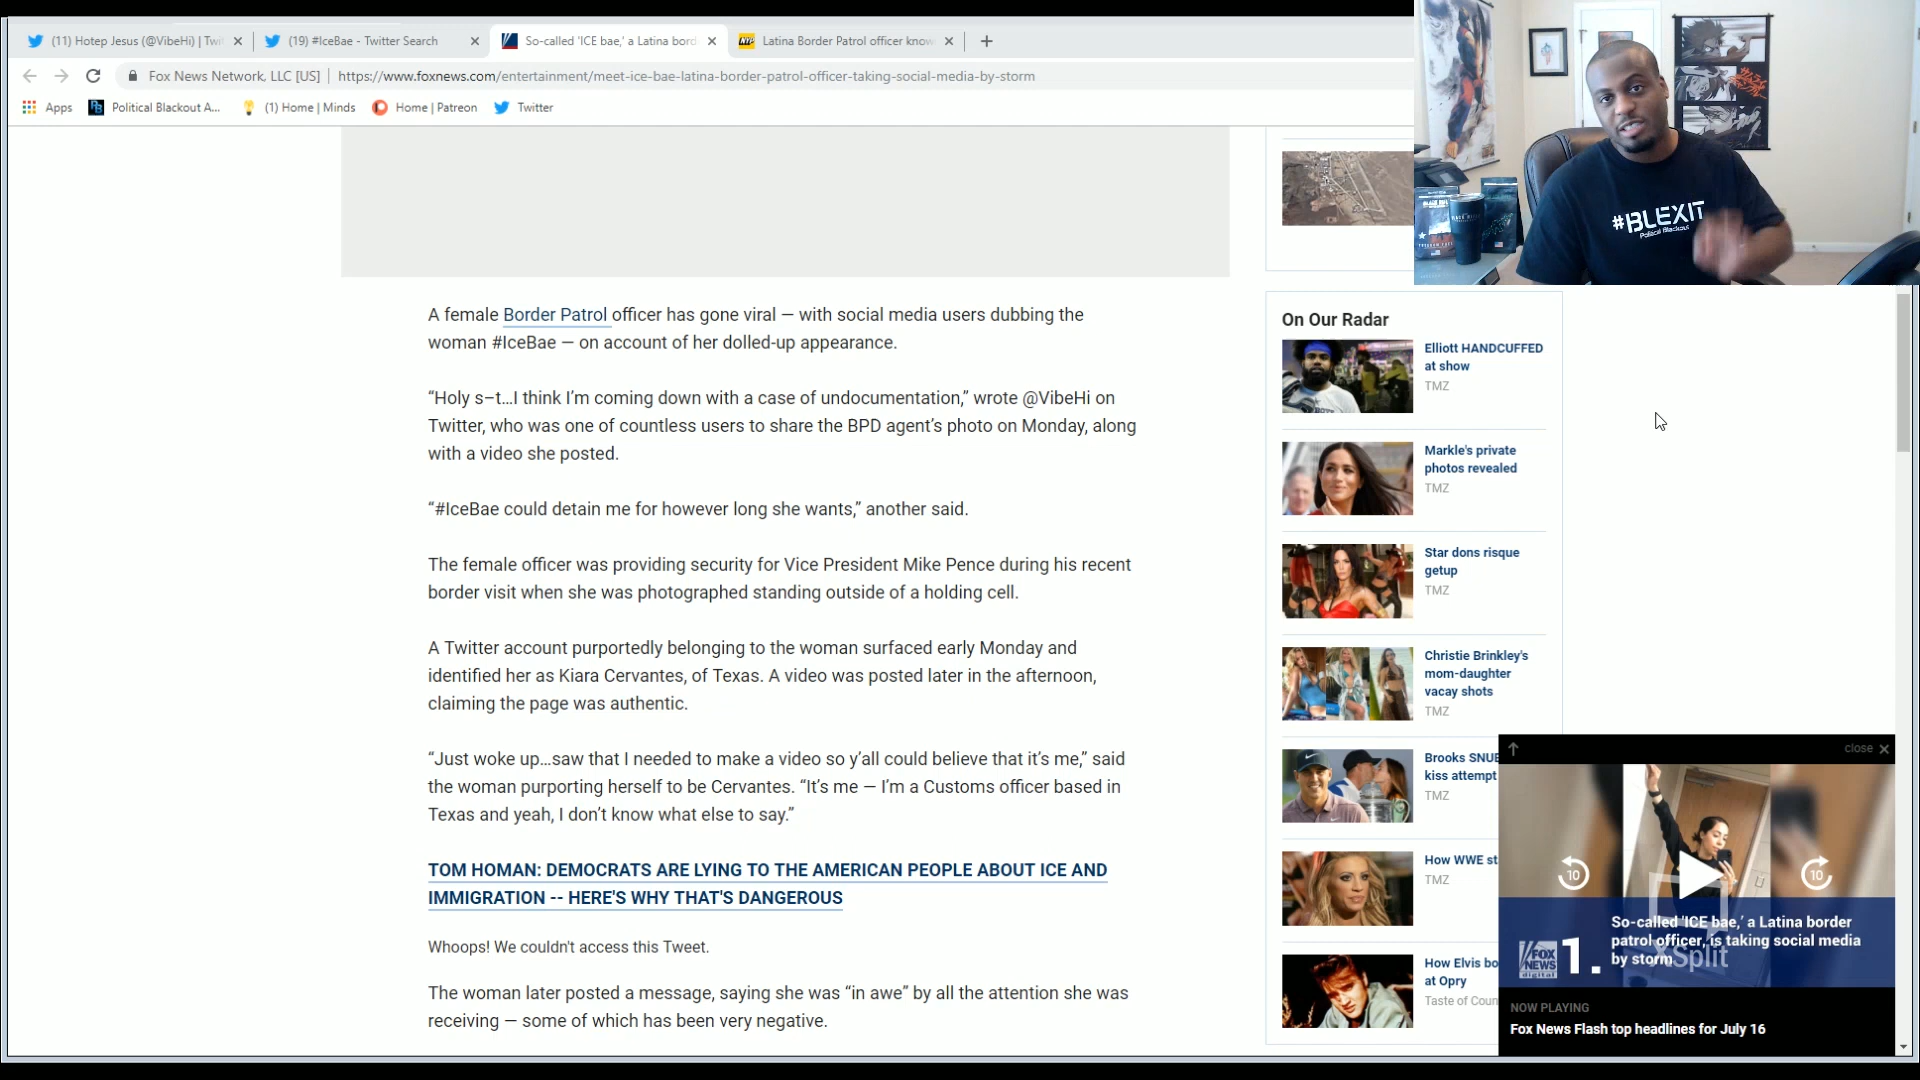 (11) Hotep Jesus (@VibeHi) | Twi
(19) #IceBae - Twitter Search
So-called 'ICE bae,' a Latina bord
NYP
Latina Border Patrol officer know
Fox News Network, LLC [US]
https://www.foxnews.com/entertainment/meet-ice-bae-latina-border-patrol-officer-taking-social-media-by-storm
Apps
Political Blackout A...
(1) Home | Minds
Home | Patreon
Twitter
#BLEXIT
Political Blackout
A female Border Patrol officer has gone viral — with social media users dubbing the
woman #IceBae — on account of her dolled-up appearance.
“Holy s–t…I think I’m coming down with a case of undocumentation,” wrote @VibeHi on
Twitter, who was one of countless users to share the BPD agent’s photo on Monday, along
with a video she posted.
“#IceBae could detain me for however long she wants,” another said.
The female officer was providing security for Vice President Mike Pence during his recent
border visit when she was photographed standing outside of a holding cell.
A Twitter account purportedly belonging to the woman surfaced early Monday and
identified her as Kiara Cervantes, of Texas. A video was posted later in the afternoon,
claiming the page was authentic.
“Just woke up…saw that I needed to make a video so y’all could believe that it’s me,” said
the woman purporting herself to be Cervantes. “It’s me — I’m a Customs officer based in
Texas and yeah, I don’t know what else to say.”
TOM HOMAN: DEMOCRATS ARE LYING TO THE AMERICAN PEOPLE ABOUT ICE AND
IMMIGRATION -- HERE'S WHY THAT'S DANGEROUS
Whoops! We couldn't access this Tweet.
The woman later posted a message, saying she was “in awe” by all the attention she was
receiving — some of which has been very negative.
On Our Radar
Elliott HANDCUFFED
at show
TMZ
Markle's private
photos revealed
TMZ
Star dons risque
getup
TMZ
Christie Brinkley's
mom-daughter
vacay shots
TMZ
Brooks SNUB
kiss attempt
TMZ
How WWE st
TMZ
How Elvis bo
at Opry
Taste of Coun
close
10
10
So-called 'ICE bae,' a Latina border
patrol officer, is taking social media
by storm
XSplit
FOX
NEWS
digital
1.
NOW PLAYING
Fox News Flash top headlines for July 16